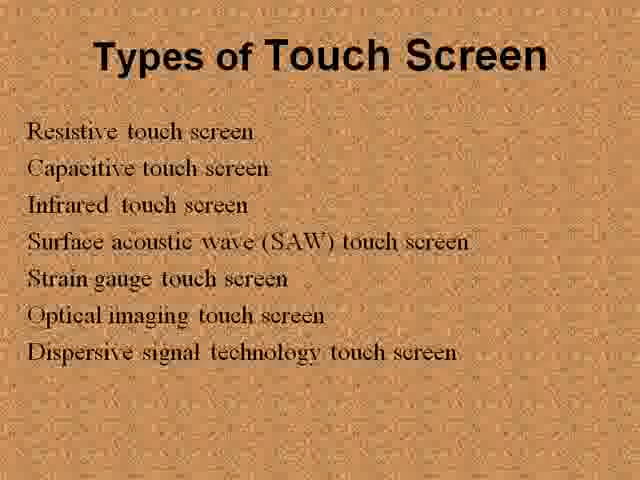 Types of Touch Screen
Resistive touch screen
Capacitive touch screen
Infrared touch screen
Surface acoustic wave (SAW) touch screen
Strain gauge touch screen
Optical imaging touch screen
Dispersive signal technology touch screen